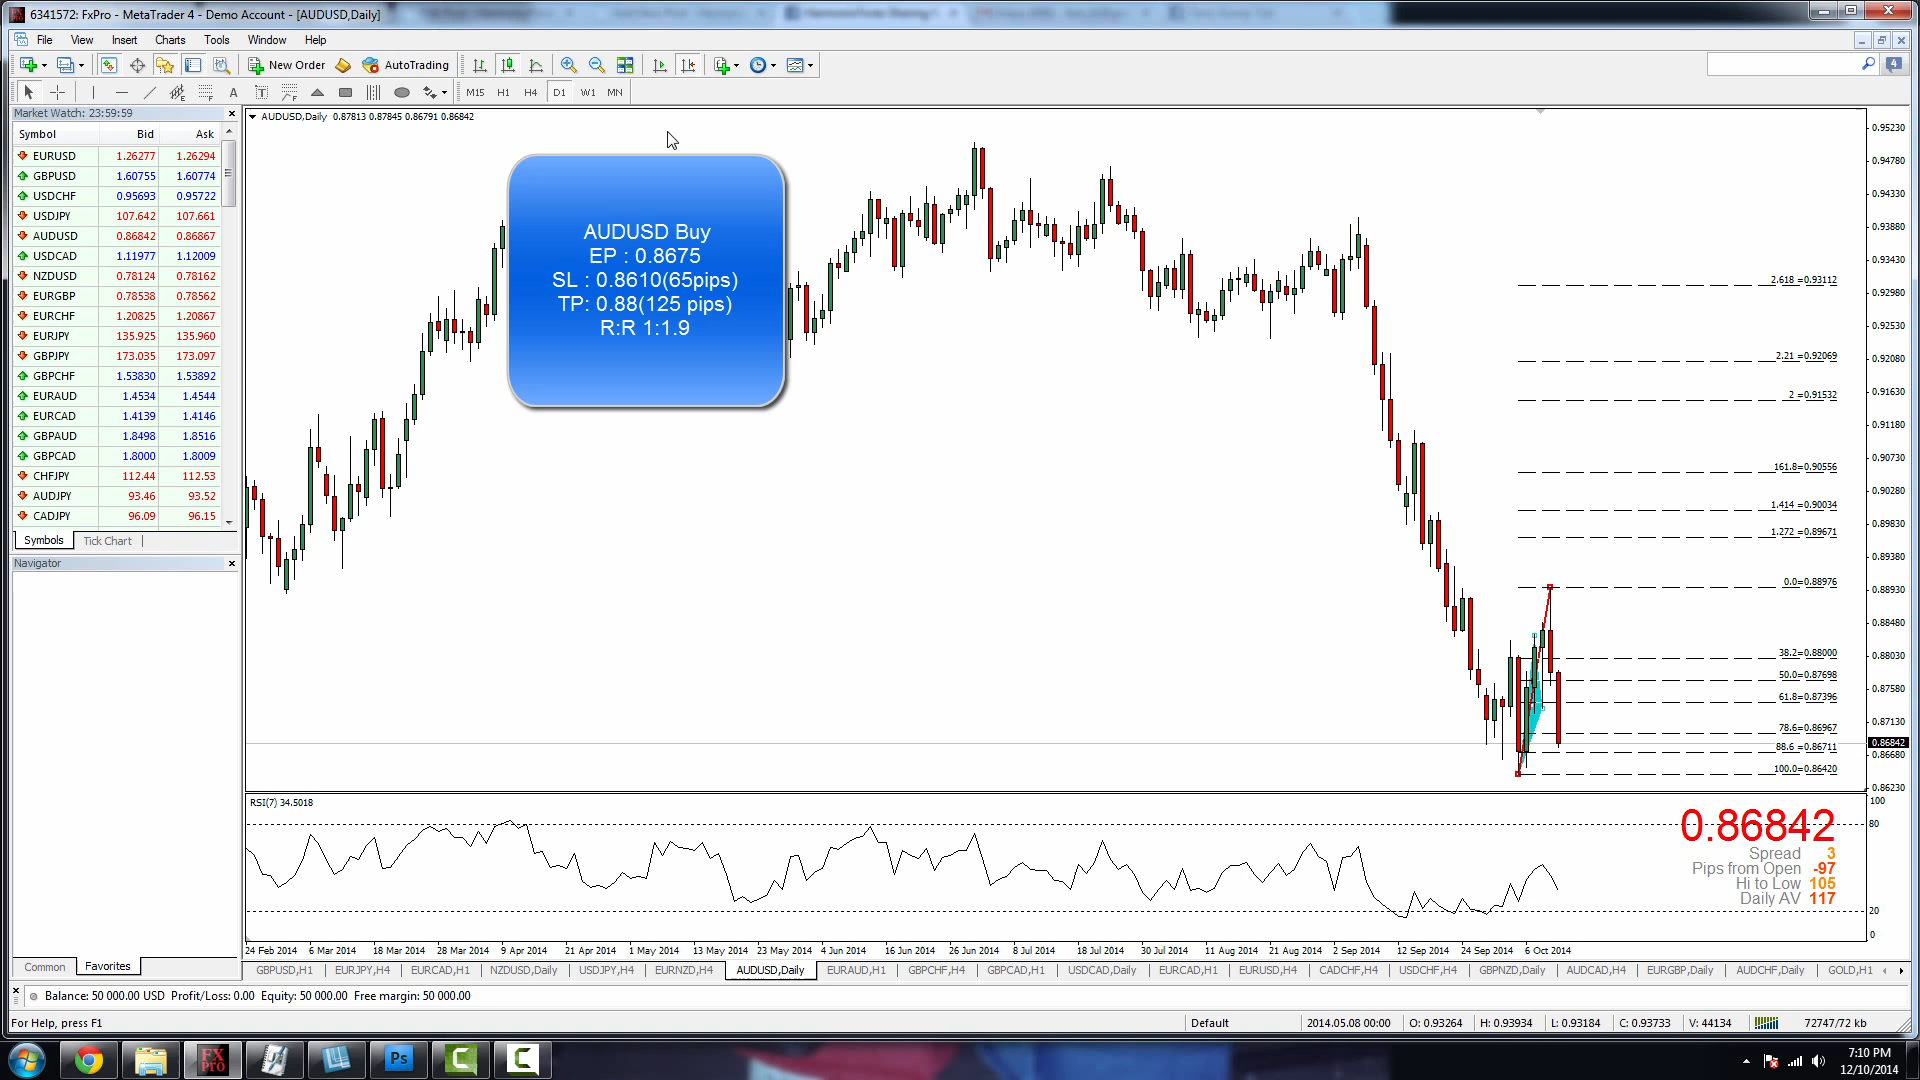 6341572: FxPro - MetaTrader 4 - Demo Account - [AUDUSD,Daily]
File View Insert Charts Tools Window Help
New Order AutoTrading
4
A T M15 H1 H4 D1 W1 MN
Market Watch: 23:59:59
Symbol Bid Ask
EURUSD 1.26277 1.26294
GBPUSD 1.60755 1.60774
USDCHF 0.95693 0.95722
USDJPY 107.642 107.661
AUDUSD 0.86842 0.86867
USDCAD 1.11977 1.12009
NZDUSD 0.78124 0.78162
EURGBP 0.78538 0.78562
EURCHF 1.20825 1.20867
EURJPY 135.925 135.960
GBPJPY 173.035 173.097
GBPCHF 1.53830 1.53892
EURAUD 1.4534 1.4544
EURCAD 1.4139 1.4146
GBPAUD 1.8498 1.8516
GBPCAD 1.8000 1.8009
CHFJPY 112.44 112.53
AUDJPY 93.46 93.52
CADJPY 96.09 96.15
Symbols Tick Chart
Navigator
Common Favorites
AUDUSD,Daily 0.87813 0.87845 0.86791 0.86842
AUDUSD Buy
EP : 0.8675
SL : 0.8610(65pips)
TP: 0.88(125 pips)
R:R 1:1.9
2.618 =0.93112
2.21 =0.92069
2 =0.91532
161.8=0.90556
1.414 =0.90034
1.272 =0.89671
0.0=0.88976
38.2=0.88000
50.0=0.87698
61.8=0.87396
78.6=0.86967
88.6 =0.86711
100.0=0.86420
0.95230
0.94780
0.94330
0.93880
0.93430
0.92980
0.92530
0.92080
0.91630
0.91180
0.90730
0.90280
0.89830
0.89380
0.88930
0.88480
0.88030
0.87580
0.87130
0.86842
0.86680
0.86230
RSI(7) 34.5018
100
80
20
0
0.86842
Spread 3
Pips from Open -97
Hi to Low 105
Daily AV 117
24 Feb 2014 6 Mar 2014 18 Mar 2014 28 Mar 2014 9 Apr 2014 21 Apr 2014 1 May 2014 13 May 2014 23 May 2014 4 Jun 2014 16 Jun 2014 26 Jun 2014 8 Jul 2014 18 Jul 2014 30 Jul 2014 11 Aug 2014 21 Aug 2014 2 Sep 2014 12 Sep 2014 24 Sep 2014 6 Oct 2014
GBPUSD,H1 EURJPY,H4 EURCAD,H1 NZDUSD,Daily USDJPY,H4 EURNZD,H4 AUDUSD,Daily EURAUD,H1 GBPCHF,H4 GBPCAD,H1 USDCAD,Daily EURCAD,H1 EURUSD,H4 CADCHF,H4 USDCHF,H4 GBPNZD,Daily AUDCAD,H4 EURGBP,Daily AUDCHF,Daily GOLD,H1
Balance: 50 000.00 USD Profit/Loss: 0.00 Equity: 50 000.00 Free margin: 50 000.00
For Help, press F1 Default 2014.05.08 00:00 O: 0.93264 H: 0.93934 L: 0.93184 C: 0.93733 V: 44134 72747/72 kb
FX Pro Ps C C 7:10 PM
12/10/2014